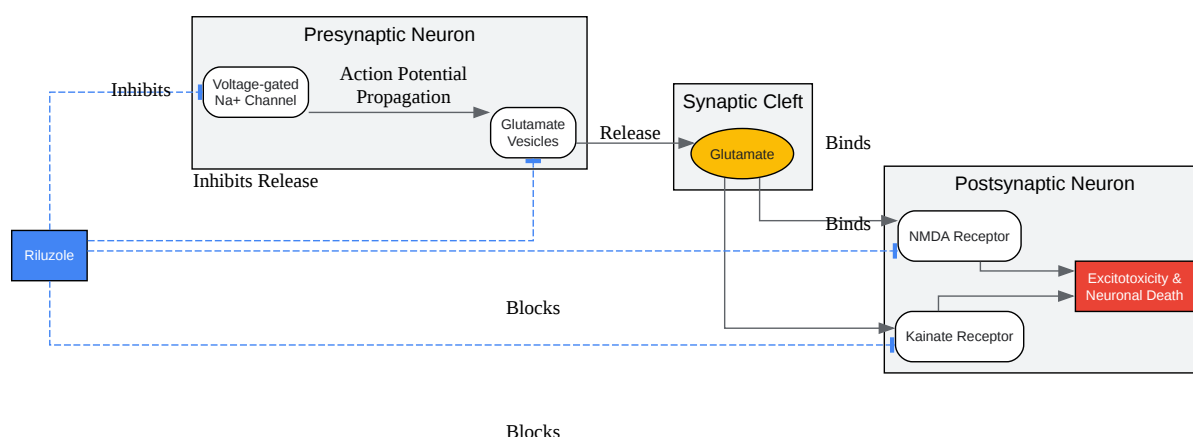 Presynaptic Neuron
Action Potential
Propagation
Inhibits
Voltage-gated
Na+ Channel
Synaptic Cleft
Glutamate
Vesicles
Release
Glutamate
Binds
Inhibits Release
Postsynaptic Neuron
Binds
NMDA Receptor
Riluzole
Excitotoxicity &
Neuronal Death
Blocks
Kainate Receptor
Blocks